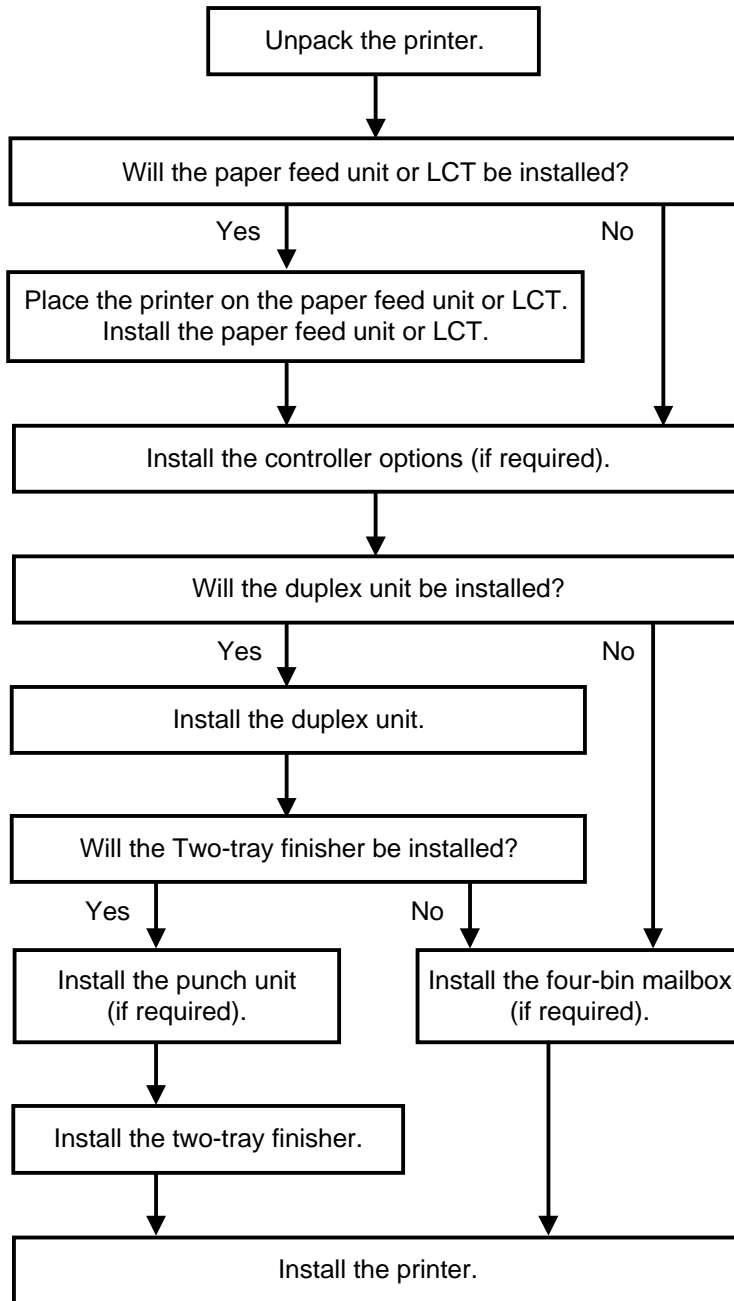 Unpack the printer.
Will the paper feed unit or LCT be installed?
Yes
No
Place the printer on the paper feed unit or LCT.
Install the paper feed unit or LCT.
Install the controller options (if required).
Will the duplex unit be installed?
Yes
No
Install the duplex unit.
Will the Two-tray finisher be installed?
Yes
No
Install the punch unit
(if required).
Install the four-bin mailbox
(if required).
Install the two-tray finisher.
Install the printer.